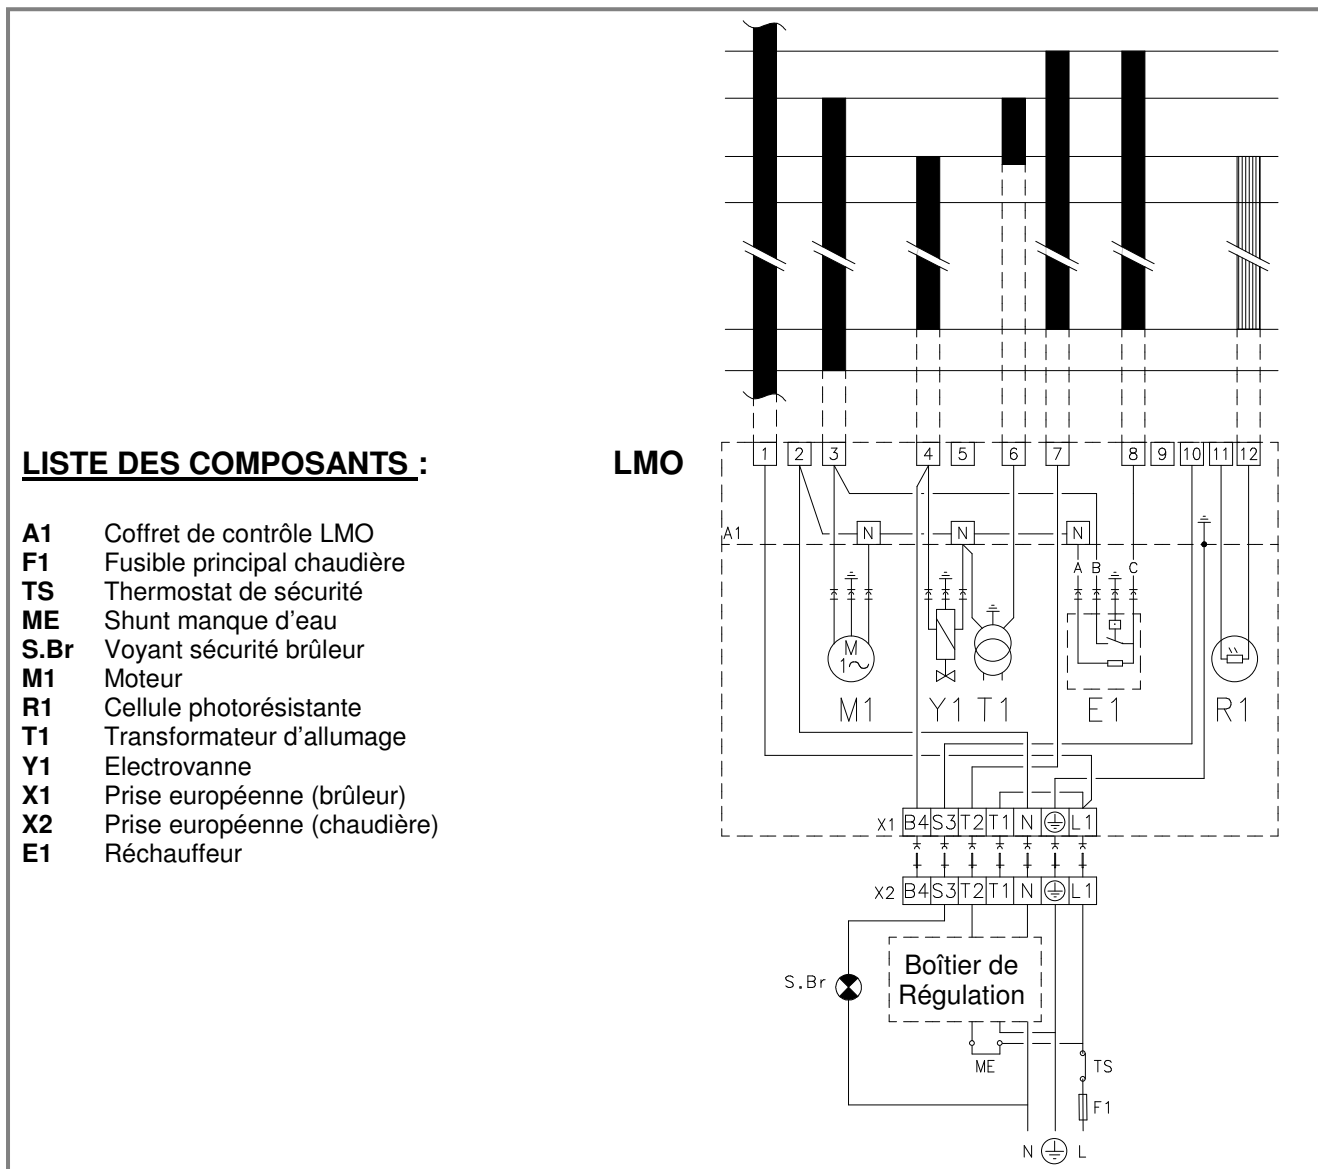 LISTE DES COMPOSANTS :
LMO
A1 Coffret de contrôle LMO
F1 Fusible principal chaudière
TS Thermostat de sécurité
ME Shunt manque d'eau
S.Br Voyant sécurité brûleur
M1 Moteur
R1 Cellule photorésistante
T1 Transformateur d'allumage
Y1 Electrovanne
X1 Prise européenne (brûleur)
X2 Prise européenne (chaudière)
E1 Réchauffeur
1 2 3 4 5 6 7 8 9 10 11 12
A1 N N N
A B C
M
1~
M1 Y1 T1 E1 R1
X1 B4 S3 T2 T1 N L1
X2 B4 S3 T2 T1 N L1
Boîtier de
Régulation
S.Br
ME
TS
F1
N L